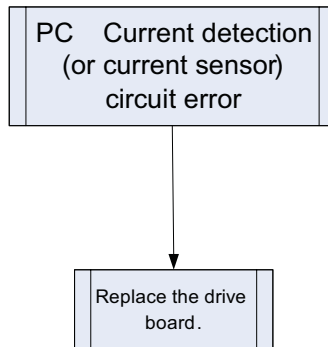 PC Current detection
(or current sensor)
circuit error
Replace the drive
board.